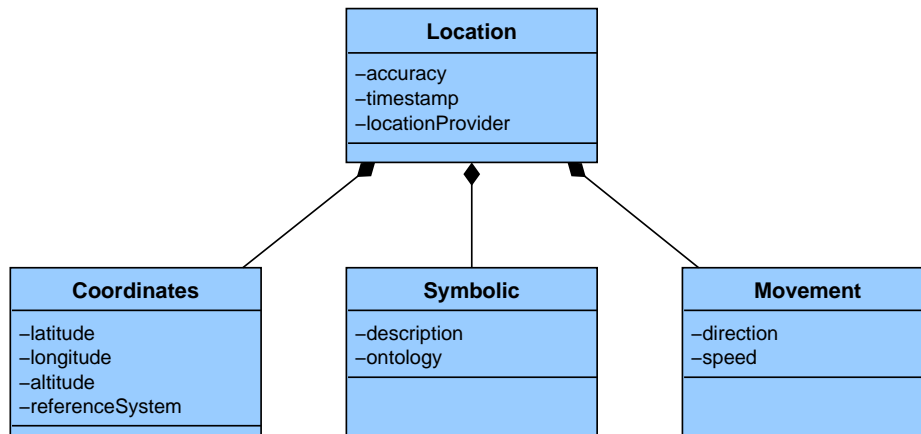 Location
–accuracy
–timestamp
–locationProvider
Coordinates
–latitude
–longitude
–altitude
–referenceSystem
Symbolic
–description
–ontology
Movement
–direction
–speed